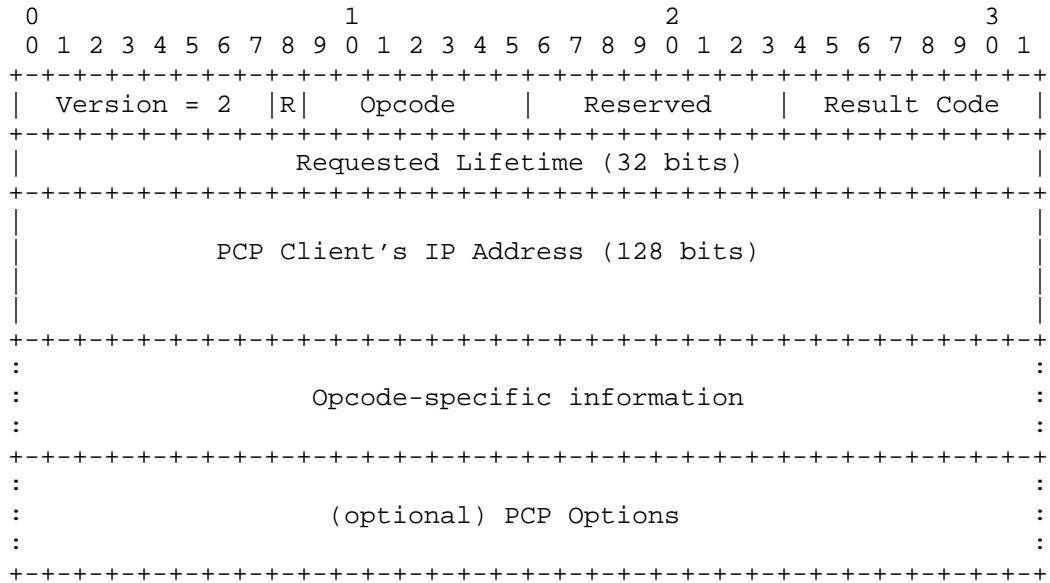 0                   1                   2                   3
 0 1 2 3 4 5 6 7 8 9 0 1 2 3 4 5 6 7 8 9 0 1 2 3 4 5 6 7 8 9 0 1
+-+-+-+-+-+-+-+-+-+-+-+-+-+-+-+-+-+-+-+-+-+-+-+-+-+-+-+-+-+-+-+-+
|  Version = 2  |R|   Opcode    |   Reserved    |  Result Code  |
+-+-+-+-+-+-+-+-+-+-+-+-+-+-+-+-+-+-+-+-+-+-+-+-+-+-+-+-+-+-+-+-+
|                 Requested Lifetime (32 bits)                  |
+-+-+-+-+-+-+-+-+-+-+-+-+-+-+-+-+-+-+-+-+-+-+-+-+-+-+-+-+-+-+-+-+
|                                                               |
|            PCP Client’s IP Address (128 bits)                 |
|                                                               |
|                                                               |
+-+-+-+-+-+-+-+-+-+-+-+-+-+-+-+-+-+-+-+-+-+-+-+-+-+-+-+-+-+-+-+-+
:                                                               :
:                  Opcode-specific information                  :
:                                                               :
+-+-+-+-+-+-+-+-+-+-+-+-+-+-+-+-+-+-+-+-+-+-+-+-+-+-+-+-+-+-+-+-+
:                                                               :
:                   (optional) PCP Options                      :
:                                                               :
+-+-+-+-+-+-+-+-+-+-+-+-+-+-+-+-+-+-+-+-+-+-+-+-+-+-+-+-+-+-+-+-+